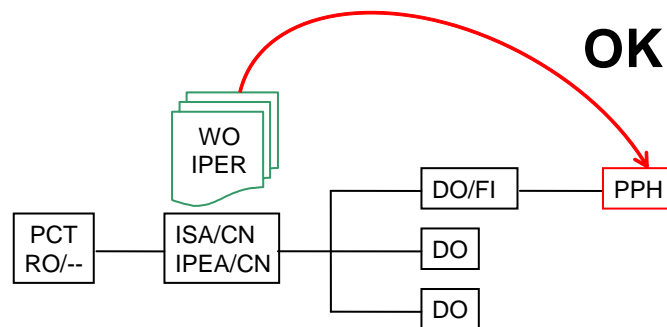 OK
WO
IPER
DO/FI
PPH
PCT
RO/--
ISA/CN
IPEA/CN
DO
DO